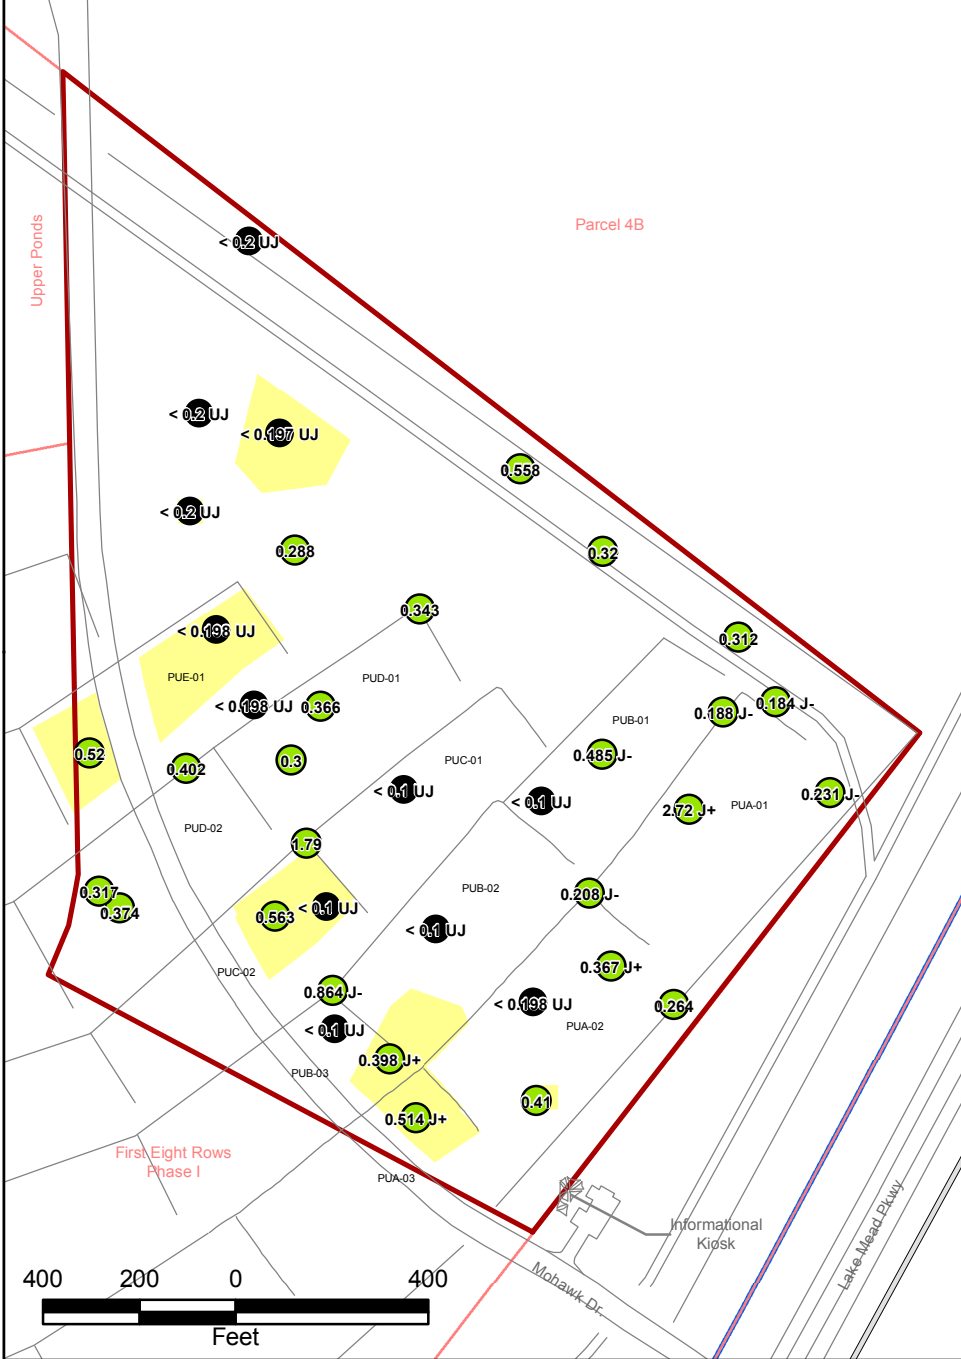 Parcel 4B
Upper Ponds
< 0.2 UJ
< 0.2 UJ
< 0.197 UJ
0.558
< 0.2 UJ
0.288
0.32
0.343
< 0.198 UJ
0.312
PUE-01
PUD-01
< 0.198 UJ
0.366
0.184 J-
0.188 J-
PUB-01
0.52
0.402
0.3
PUC-01
0.485 J-
< 0.1 UJ
< 0.1 UJ
0.231 J-
2.72 J+
PUA-01
PUD-02
1.79
0.317
0.374
PUB-02
0.208 J-
0.563
< 0.1 UJ
< 0.1 UJ
PUC-02
0.367 J+
0.864 J-
< 0.198 UJ
0.264
PUA-02
< 0.1 UJ
0.398 J+
PUB-03
0.41
0.514 J+
First Eight Rows
Phase I
PUA-03
Informational
Kiosk
Lake Mead Pkwy
Mohawk Dr.
400 200 0 400
Feet